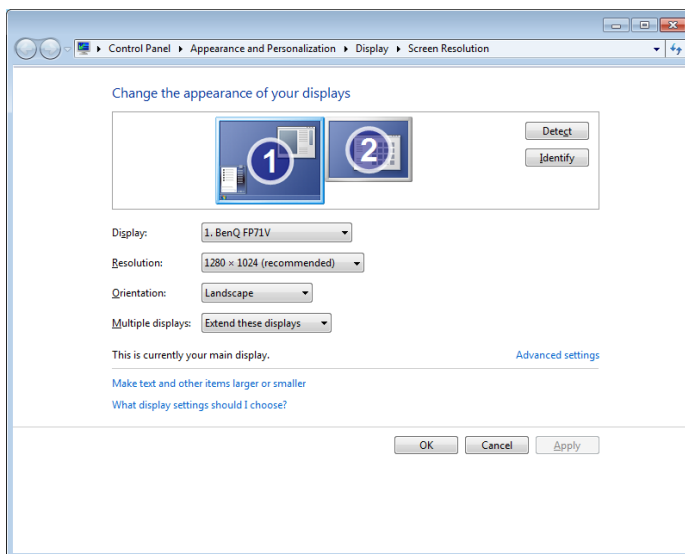 Control Panel ▸ Appearance and Personalization ▸ Display ▸ Screen Resolution
Change the appearance of your displays
1
2
Detect
Identify
Display: 1. BenQ FP71V
Resolution: 1280 × 1024 (recommended)
Orientation: Landscape
Multiple displays: Extend these displays
This is currently your main display. Advanced settings
Make text and other items larger or smaller
What display settings should I choose?
OK Cancel Apply